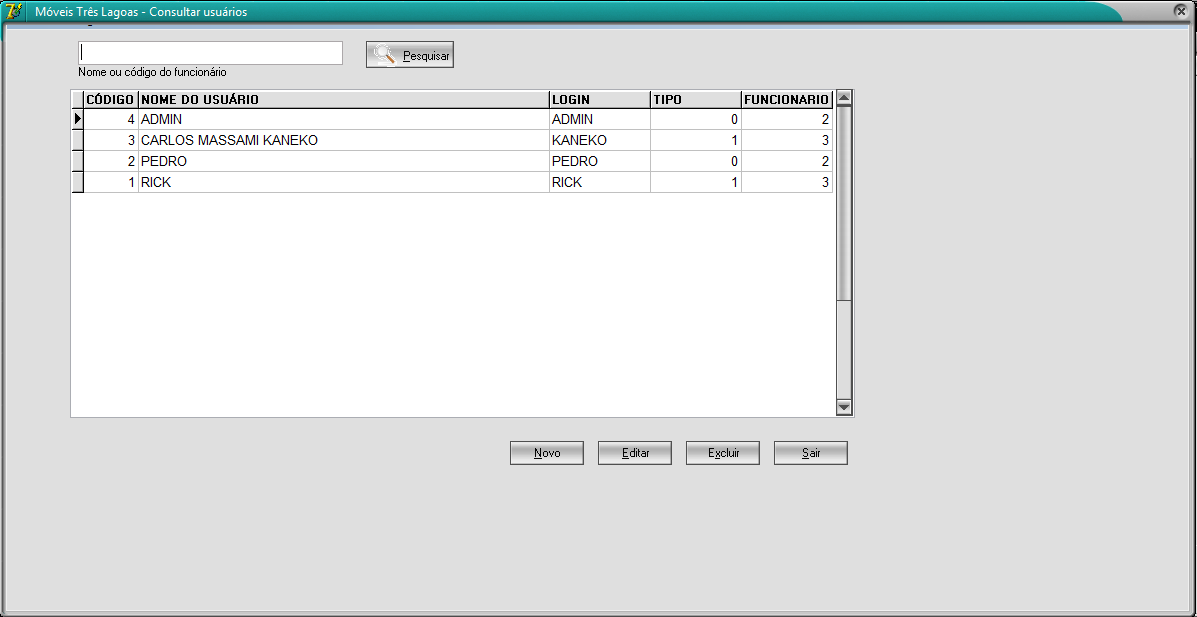 Móveis Três Lagoas - Consultar usuários
Pesquisar
Nome ou código do funcionário
CÓDIGO NOME DO USUÁRIO LOGIN TIPO FUNCIONARIO
4 ADMIN ADMIN 0 2
3 CARLOS MASSAMI KANEKO KANEKO 1 3
2 PEDRO PEDRO 0 2
1 RICK RICK 1 3
Novo Editar Excluir Sair